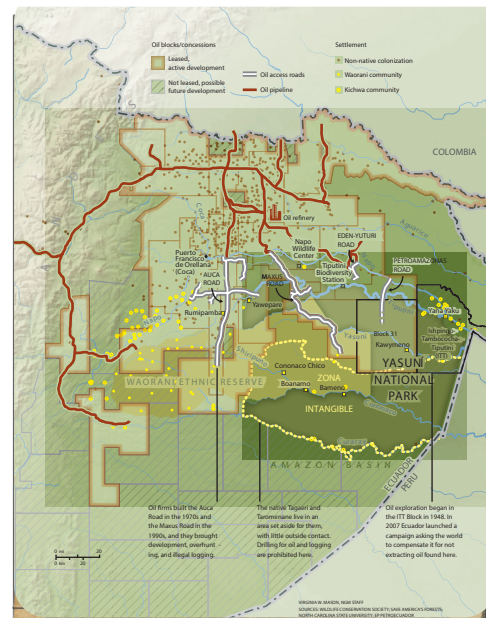 Oil blocks/concessions
Leased,
active development
Not leased, possible
future development
Oil access roads
Oil pipeline
Settlement
Non-native colonization
Waorani community
Kichwa community
COLOMBIA
Oil refinery
Coca
Aguarico
Napo
Wildlife
Center
EDEN-YUTURI
ROAD
Tiputini
Biodiversity
Station
PETROAMAZONAS
ROAD
Puerto
Francisco
de Orellana
(Coca)
AUCA
ROAD
MAXUS
ROAD
Napo
Rumipamba
Yawepare
Tiputini
Yana Yaku
Block 31
Kawymeno
Ishpingo-
Tambococha-
Tiputini
(ITT)
Yasuní
Shiripuno
YASUNÍ
NATIONAL
PARK
WAORANI ETHNIC RESERVE
Cononaco Chico
ZONA
Boanamo
Bameno
INTANGIBLE
Cononaco
Curaray
AMAZON BASIN
ECUADOR
PERU
Oil firms built the Auca
Road in the 1970s and
the Maxus Road in the
1990s, and they brought
development, overhunt -
ing, and illegal logging.
The native Tagaeri and
Taromenane live in an
area set aside for them,
with little outside contact.
Drilling for oil and logging
are prohibited here.
Oil exploration began in
the ITT Block in 1948. In
2007 Ecuador launched a
campaign asking the world
to compensate it for not
extracting oil found here.
0 mi 20
0 km 20
VIRGINIA W. MASON, NGM STAFF
SOURCES: WILDLIFE CONSERVATION SOCIETY; SAVE AMERICA'S FORESTS;
NORTH CAROLINA STATE UNIVERSITY; EP PETROECUADOR